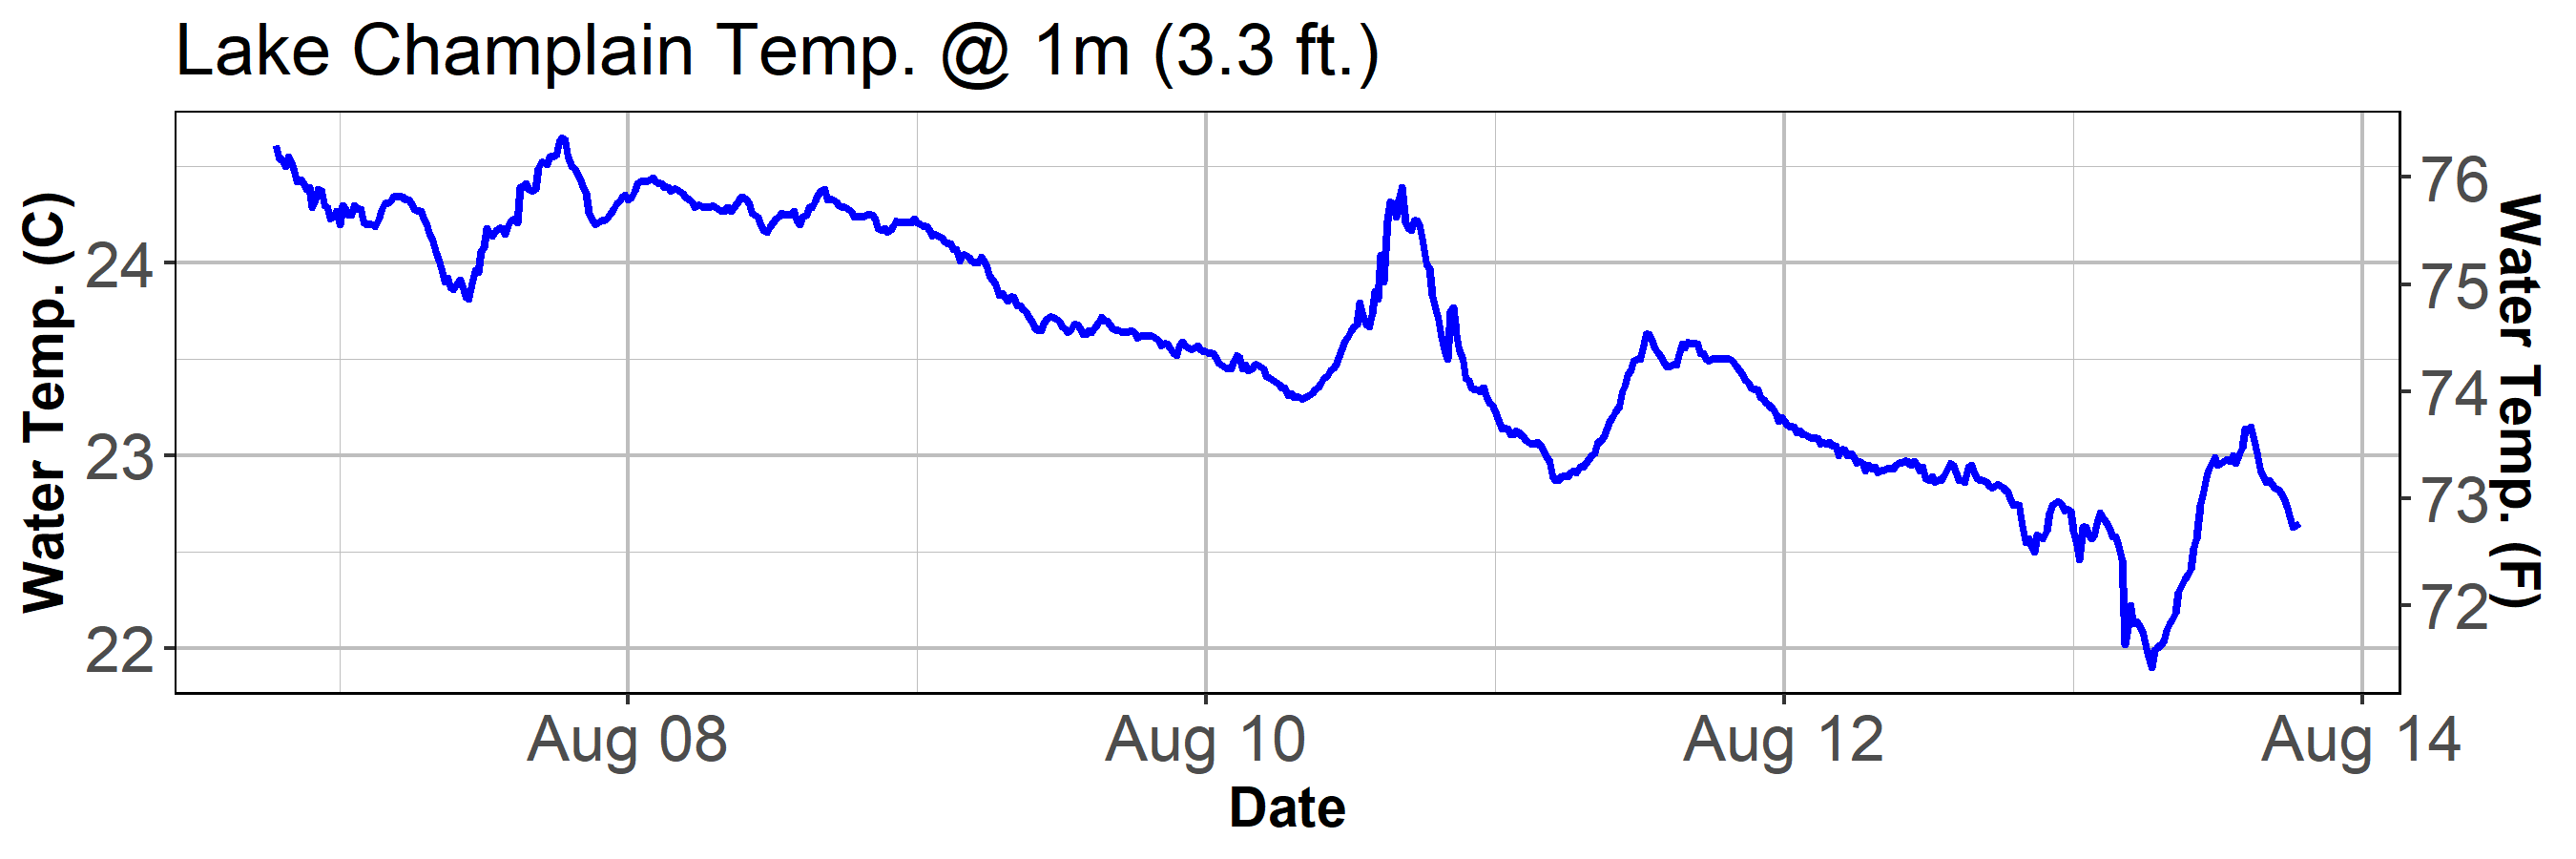 Lake Champlain Temp. @ 1m (3.3 ft.)
Water Temp. (C)
24
23
22
76
75
74
73
72
Water Temp. (F)
Aug 08 Aug 10 Aug 12 Aug 14
Date